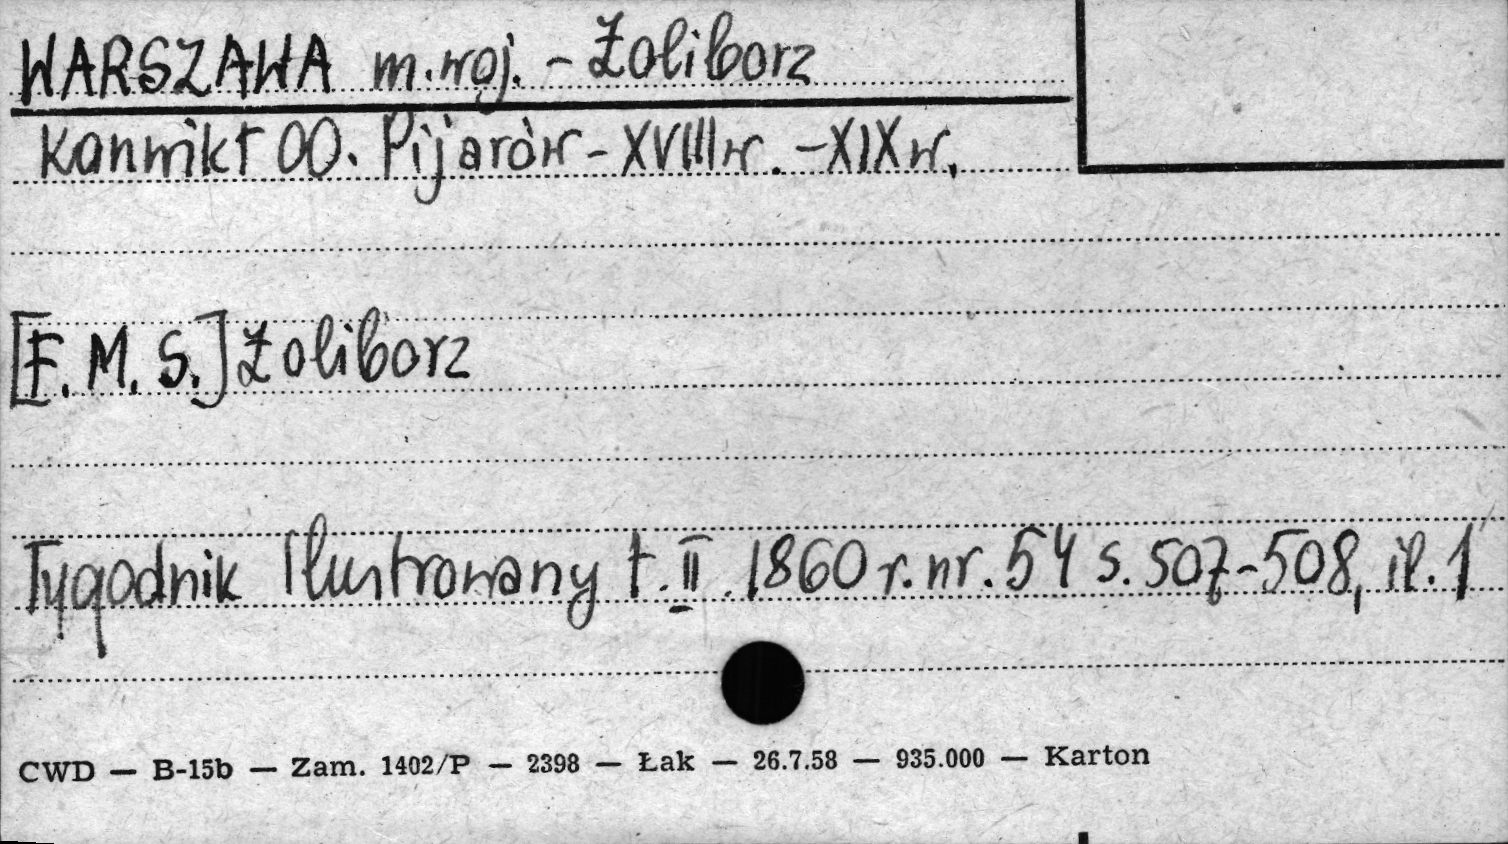 WARSZAWA m.woj. - Żoliborz
Konwikt OO. Pijarów - XVIII w. - XIX w.
[F. M. S.] Żoliborz
Tygodnik Ilustrowany t. II. 1860 r. nr. 54 s. 507-508, il. 1
CWD — B-15b — Zam. 1402/P — 2398 — Łak — 26.7.58 — 935.000 — Karton